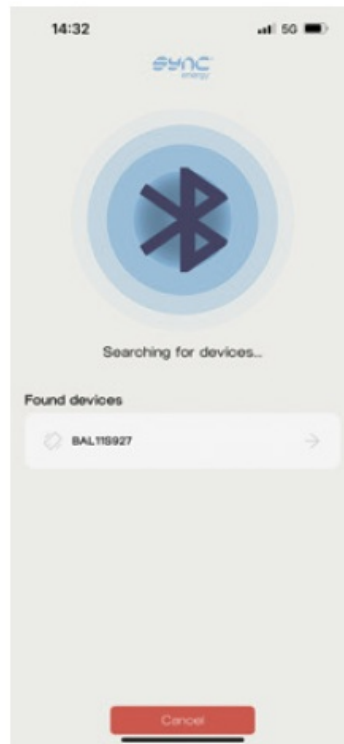 14:32
5G
sync
energy
Searching for devices...
Found devices
BAL11S927
Cancel